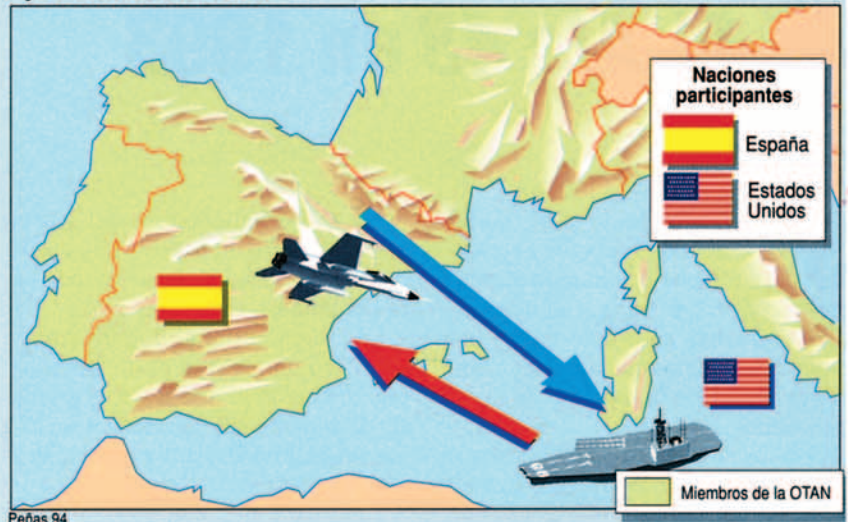 Naciones
participantes
España
Estados
Unidos
Miembros de la OTAN
Peñas 94